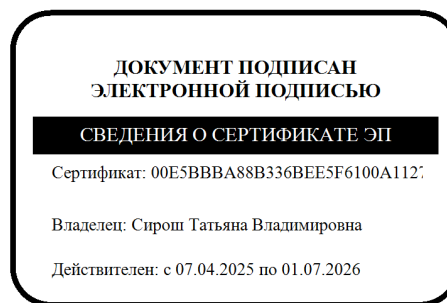 ДОКУМЕНТ ПОДПИСАН
ЭЛЕКТРОННОЙ ПОДПИСЬЮ
СВЕДЕНИЯ О СЕРТИФИКАТЕ ЭП
Сертификат: 00E5BBBA88B336BEE5F6100A1127
Владелец: Сирош Татьяна Владимировна
Действителен: с 07.04.2025 по 01.07.2026